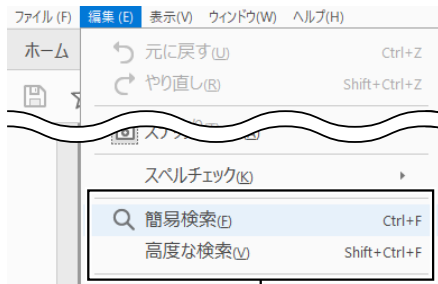 ファイル(F) 編集(E) 表示(V) ウィンドウ(W) ヘルプ(H)
ホーム
元に戻す(U) Ctrl+Z
やり直し(R) Shift+Ctrl+Z
スペルチェック(K)
簡易検索(F) Ctrl+F
高度な検索(V) Shift+Ctrl+F